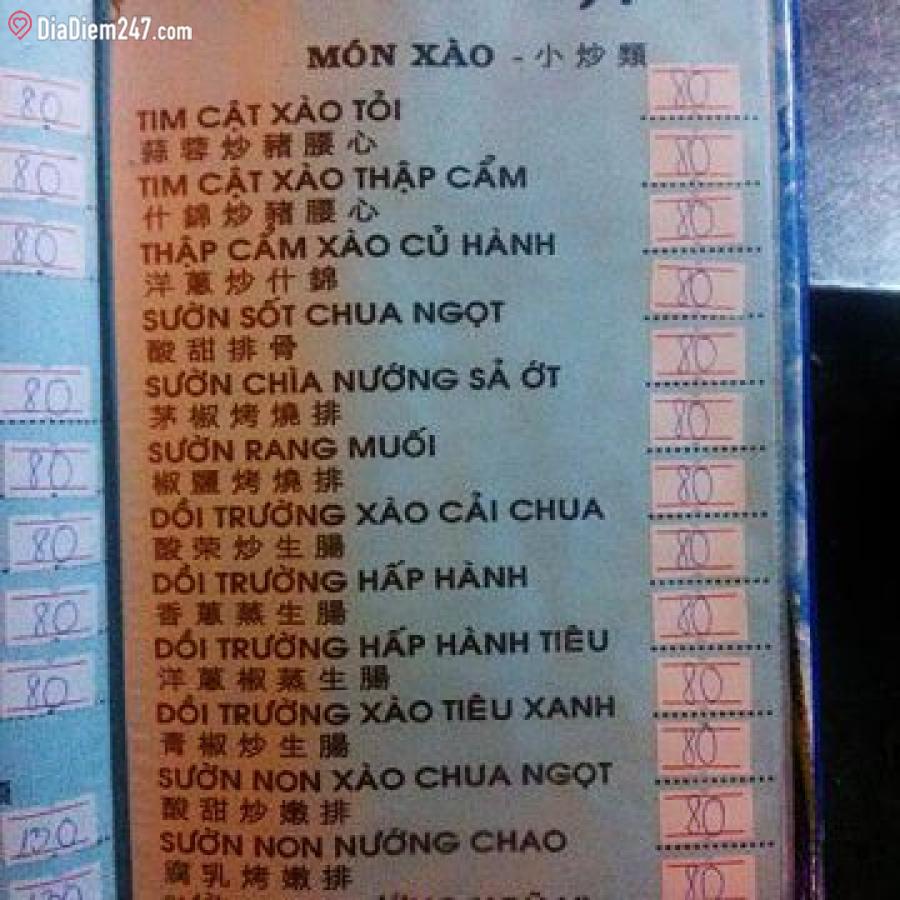 DiaDiem247.com
MÓN XÀO - 小炒類
80
TIM CẬT XÀO TỎI 80
蒜蓉炒豬腰心
80
TIM CẬT XÀO THẬP CẨM 80
什錦炒豬腰心
80
THẬP CẨM XÀO CỦ HÀNH 80
洋蔥炒什錦
SƯỜN SỐT CHUA NGỌT 80
酸甜排骨
80
SƯỜN CHÌA NƯỚNG SẢ ỚT 80
茅椒烤燒排
80
SƯỜN RANG MUỐI 80
椒鹽烤燒排
80
DỒI TRƯỜNG XÀO CẢI CHUA 80
酸荣炒生腸
80
DỒI TRƯỜNG HẤP HÀNH 80
香蔥蒸生腸
80
DỒI TRƯỜNG HẤP HÀNH TIÊU 80
洋蔥椒蒸生腸
DỒI TRƯỜNG XÀO TIÊU XANH 80
青椒炒生腸
80
SƯỜN NON XÀO CHUA NGỌT 80
酸甜炒嫩排
120
SƯỜN NON NƯỚNG CHAO 80
腐乳烤嫩排
80